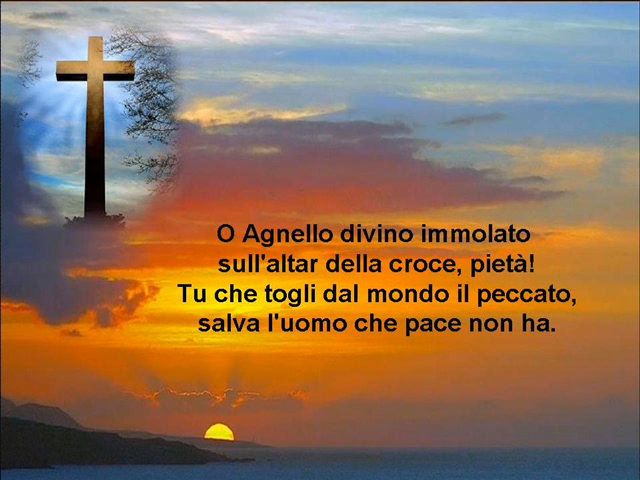 O Agnello divino immolato
sull'altar della croce, pietà!
Tu che togli dal mondo il peccato,
salva l'uomo che pace non ha.